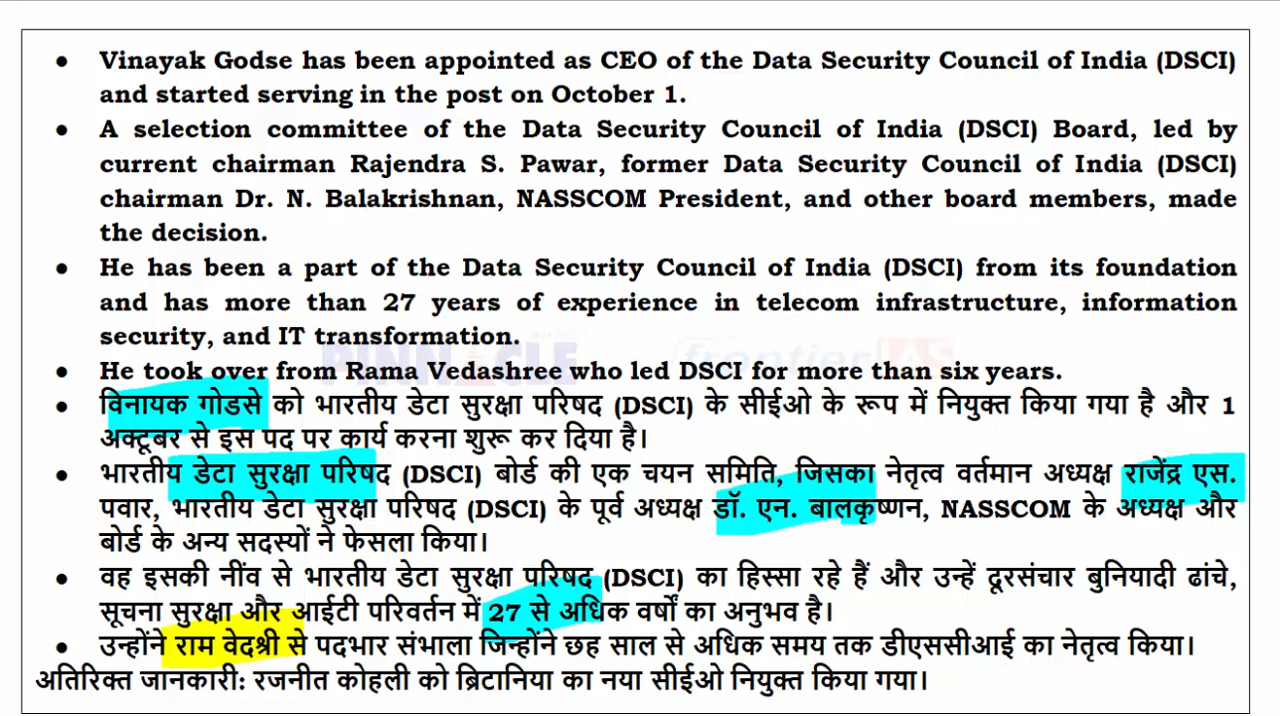 • Vinayak Godse has been appointed as CEO of the Data Security Council of India (DSCI)
and started serving in the post on October 1.
• A selection committee of the Data Security Council of India (DSCI) Board, led by
current chairman Rajendra S. Pawar, former Data Security Council of India (DSCI)
chairman Dr. N. Balakrishnan, NASSCOM President, and other board members, made
the decision.
• He has been a part of the Data Security Council of India (DSCI) from its foundation
and has more than 27 years of experience in telecom infrastructure, information
security, and IT transformation.
PINNACLE frontier IAS
• He took over from Rama Vedashree who led DSCI for more than six years.
• विनायक गोडसे को भारतीय डेटा सुरक्षा परिषद (DSCI) के सीईओ के रूप में नियुक्त किया गया है और 1
अक्टूबर से इस पद पर कार्य करना शुरू कर दिया है।
• भारतीय डेटा सुरक्षा परिषद (DSCI) बोर्ड की एक चयन समिति, जिसका नेतृत्व वर्तमान अध्यक्ष राजेंद्र एस.
पवार, भारतीय डेटा सुरक्षा परिषद (DSCI) के पूर्व अध्यक्ष डॉ. एन. बालकृष्णन, NASSCOM के अध्यक्ष और
बोर्ड के अन्य सदस्यों ने फेसला किया।
• वह इसकी नींव से भारतीय डेटा सुरक्षा परिषद (DSCI) का हिस्सा रहे हैं और उन्हें दूरसंचार बुनियादी ढांचे,
सूचना सुरक्षा और आईटी परिवर्तन में 27 से अधिक वर्षों का अनुभव है।
• उन्होंने राम वेदश्री से पदभार संभाला जिन्होंने छह साल से अधिक समय तक डीएससीआई का नेतृत्व किया।
अतिरिक्त जानकारी: रजनीत कोहली को ब्रिटानिया का नया सीईओ नियुक्त किया गया।